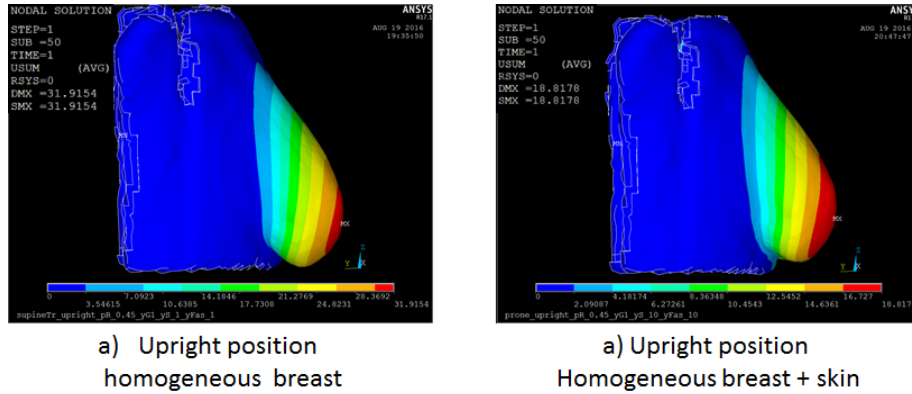 NODAL SOLUTION
STEP=1
SUB =50
TIME=1
USUM (AVG)
RSYS=0
DMX =31.9154
SMX =31.9154
ANSYS
R17.1
AUG 19 2016
19:35:50
MN
MX
Z
Y X
0 7.0923 14.1846 21.2769 28.3692
3.54615 10.6385 17.7308 24.8231 31.9154
supineTr_upright_pR_0.45_yG1_yS_1_yFas_1
a) Upright position
homogeneous breast
NODAL SOLUTION
STEP=1
SUB =50
TIME=1
USUM (AVG)
RSYS=0
DMX =18.8178
SMX =18.8178
ANSYS
R17.1
AUG 19 2016
20:47:47
MN
MX
Y X
0 4.18174 8.36348 12.5452 16.727
2.09087 6.27261 10.4543 14.6361 18.817
prone_upright_pR_0.45_yG1_yS_10_yFas_10
a) Upright position
Homogeneous breast + skin